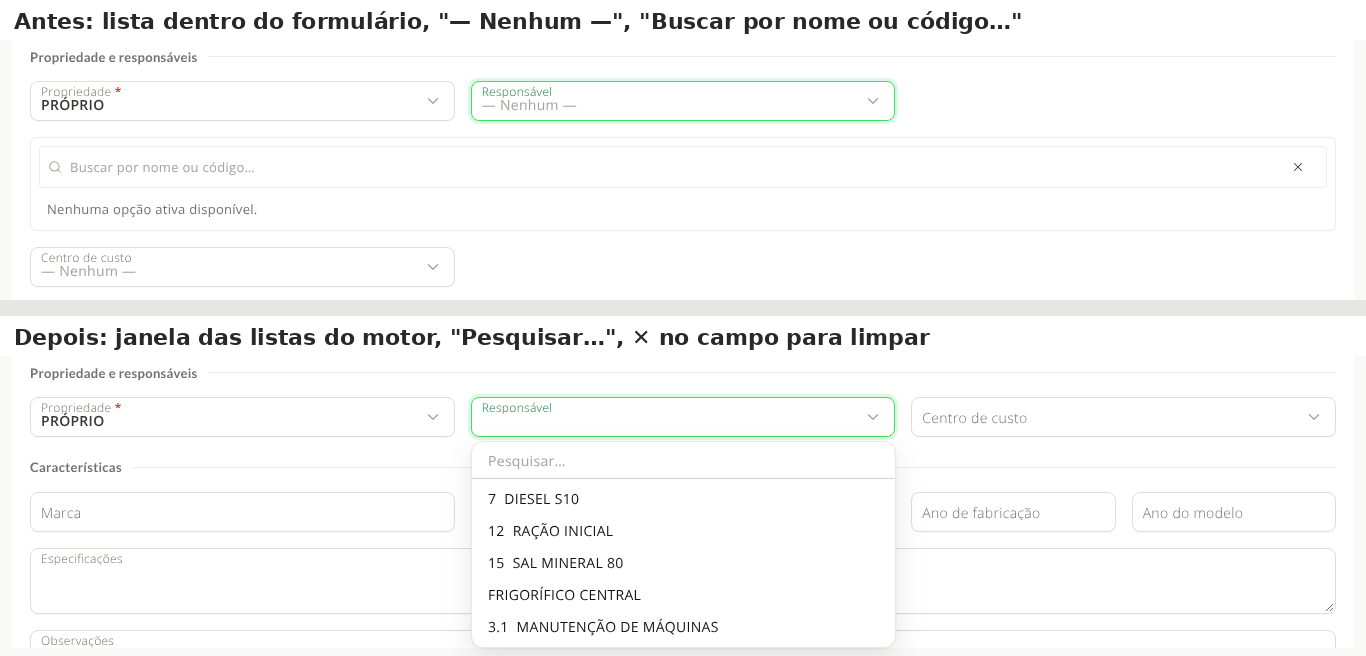 Antes: lista dentro do formulário, "— Nenhum —", "Buscar por nome ou código…"
Propriedade e responsáveis
Propriedade *
PRÓPRIO
Responsável
— Nenhum —
Buscar por nome ou código…
Nenhuma opção ativa disponível.
Centro de custo
— Nenhum —
Depois: janela das listas do motor, "Pesquisar…", ✕ no campo para limpar
Propriedade e responsáveis
Propriedade *
PRÓPRIO
Responsável
Centro de custo
Pesquisar…
7 DIESEL S10
12 RAÇÃO INICIAL
15 SAL MINERAL 80
FRIGORÍFICO CENTRAL
3.1 MANUTENÇÃO DE MÁQUINAS
Características
Marca
Ano de fabricação
Ano do modelo
Especificações
Observações